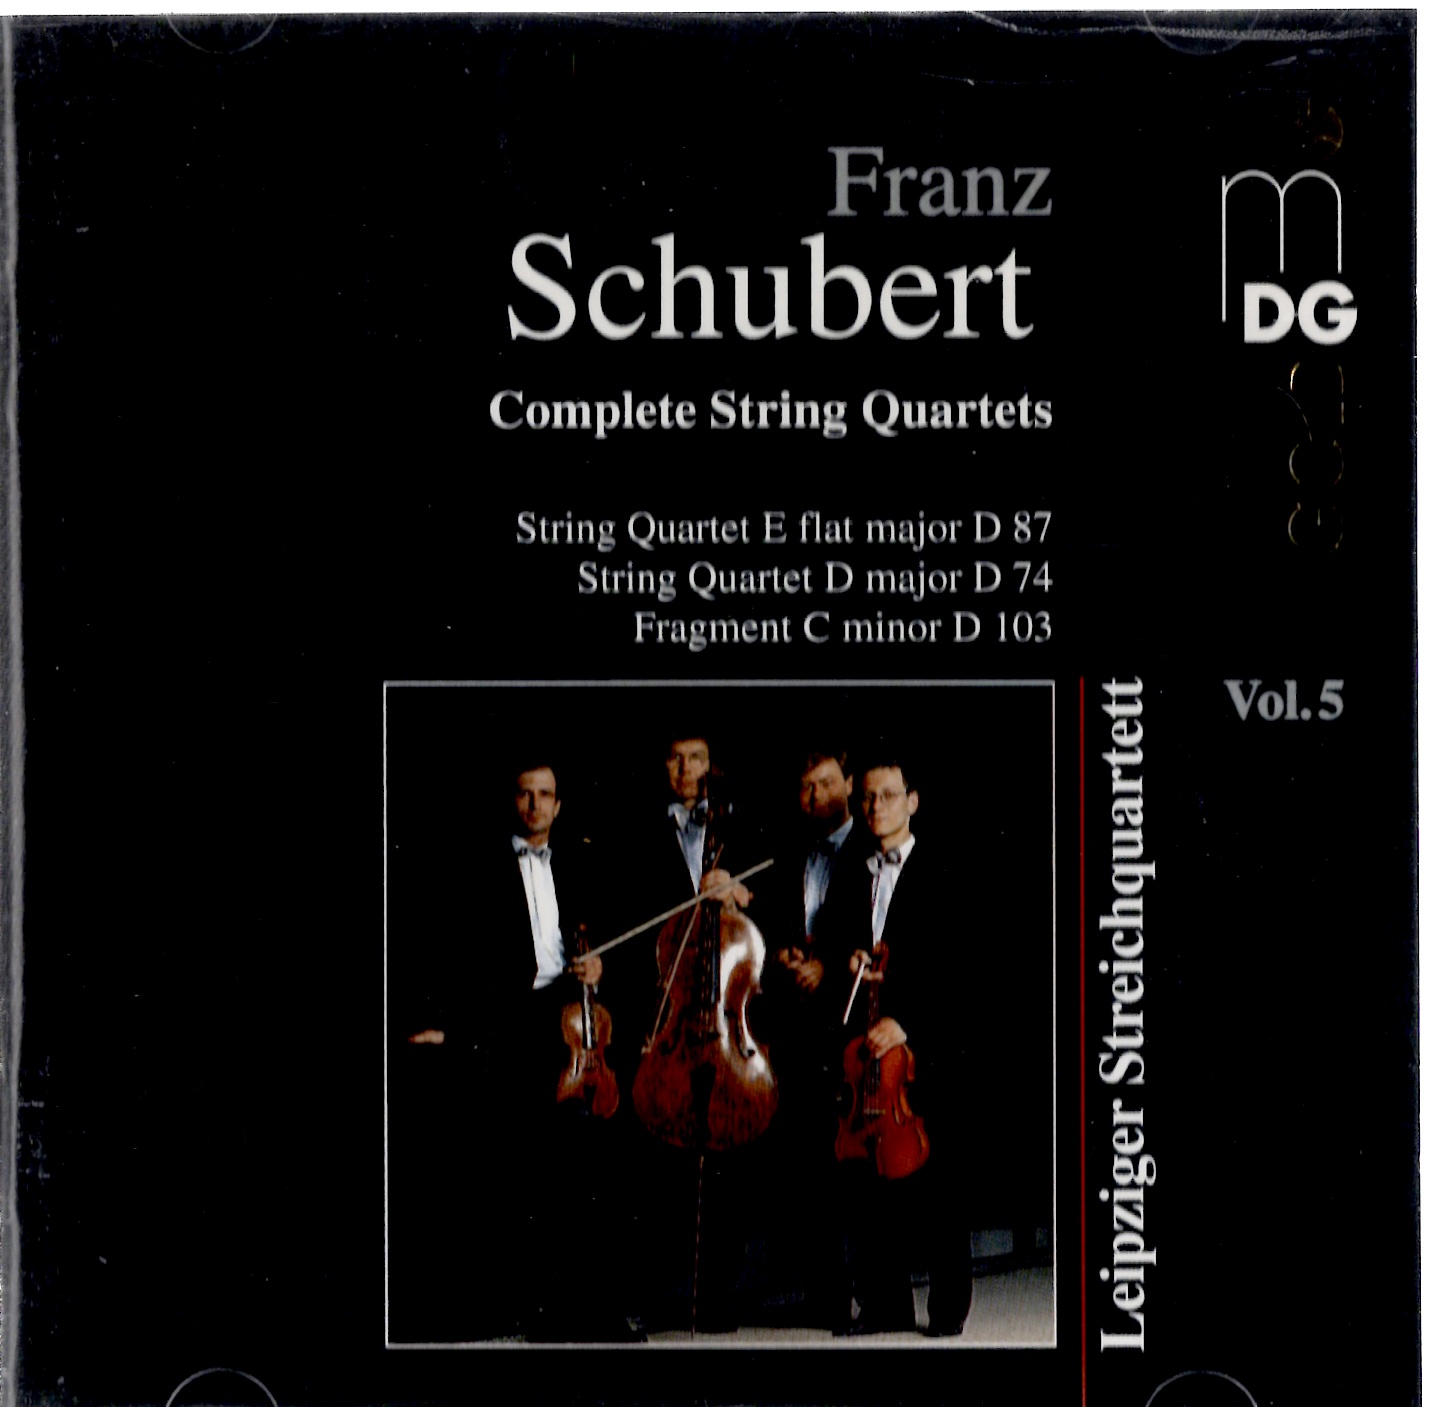 Franz
Schubert
Complete String Quartets
String Quartet E flat major D 87
String Quartet D major D 74
Fragment C minor D 103
mDG
Vol. 5
Leipziger Streichquartett